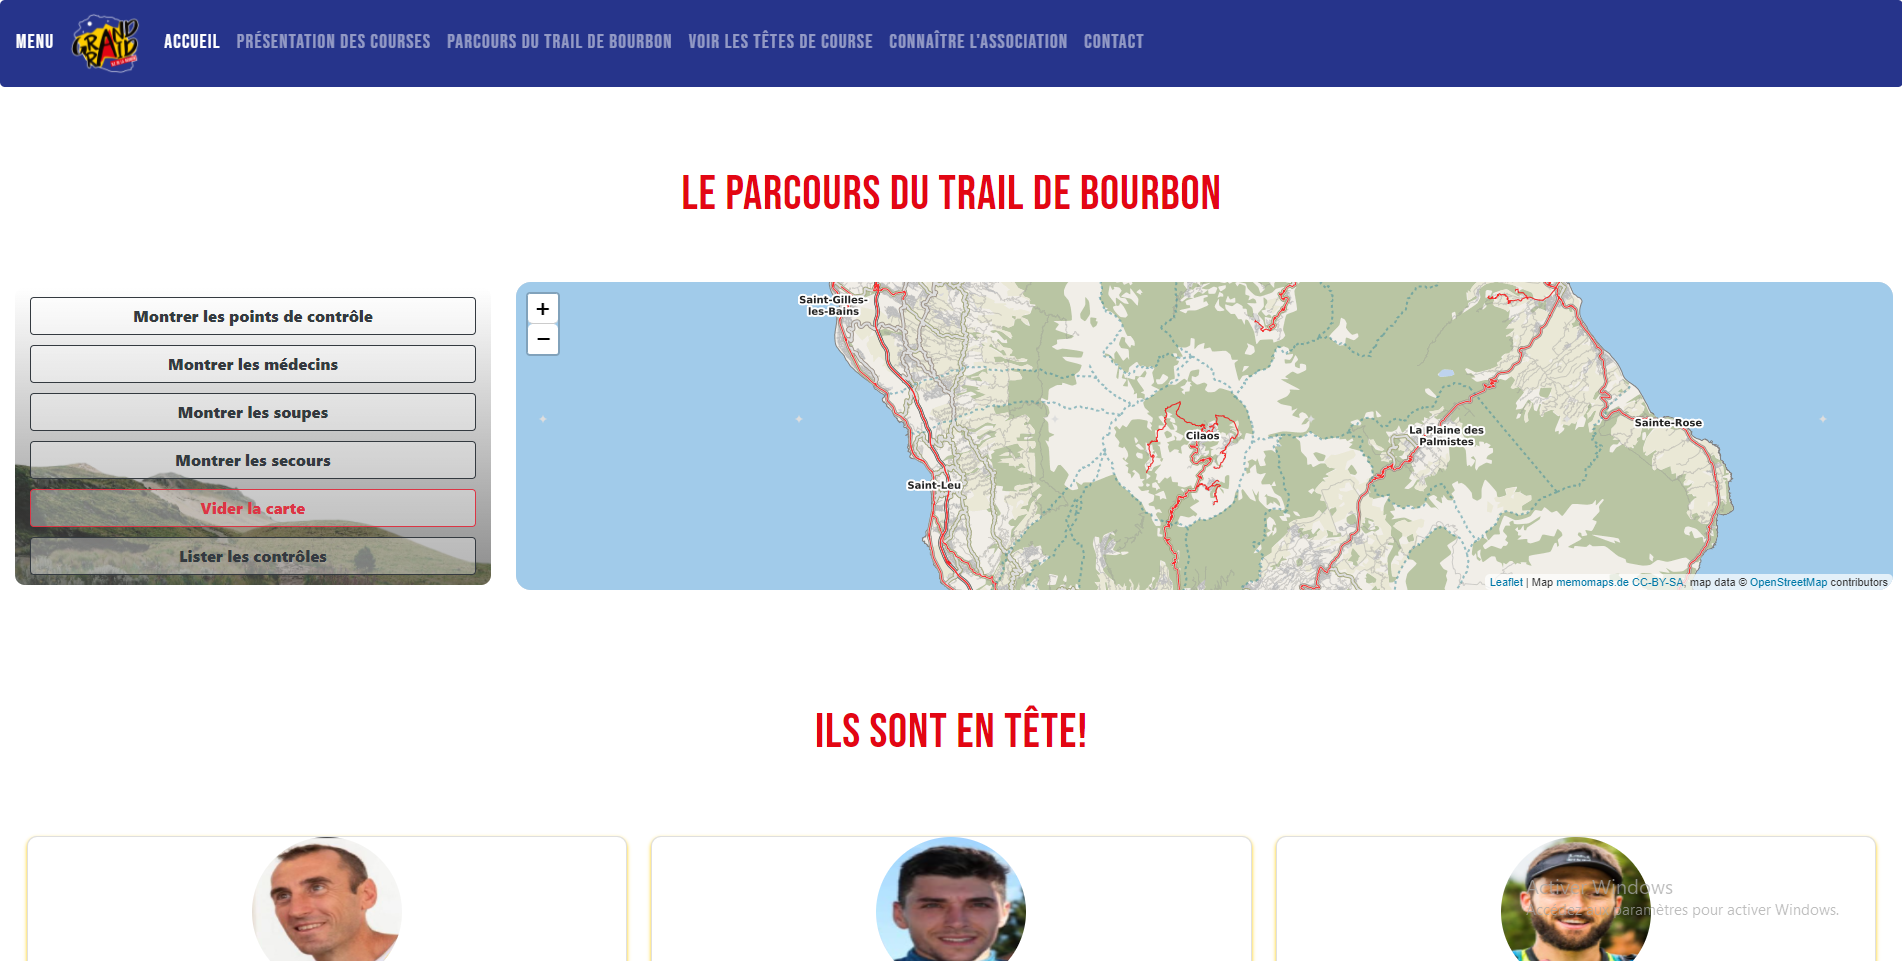 MENU
GRAND RAID
ACCUEIL
PRÉSENTATION DES COURSES
PARCOURS DU TRAIL DE BOURBON
VOIR LES TÊTES DE COURSE
CONNAÎTRE L'ASSOCIATION
CONTACT
LE PARCOURS DU TRAIL DE BOURBON
Montrer les points de contrôle
Montrer les médecins
Montrer les soupes
Montrer les secours
Vider la carte
Lister les contrôles
+
−
Saint-Gilles-
les-Bains
Cilaos
La Plaine des
Palmistes
Sainte-Rose
Saint-Leu
Leaflet | Map memomaps.de CC-BY-SA, map data © OpenStreetMap contributors
ILS SONT EN TÊTE!
Activer Windows
Accédez aux paramètres pour activer Windows.